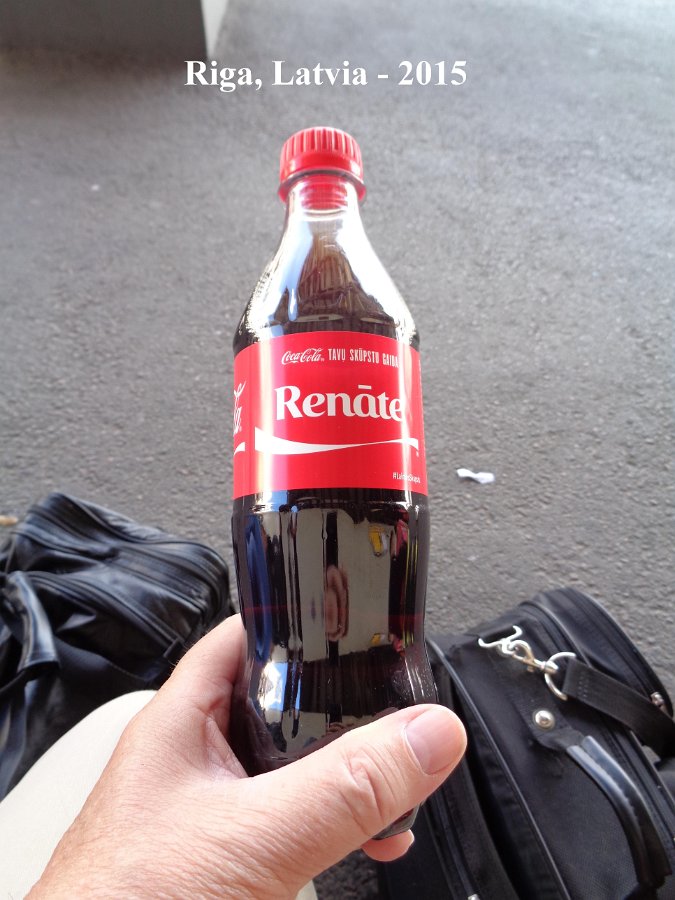 Riga, Latvia - 2015
Coca-Cola TAVU SKŪPSTU GAIDA
Renāte